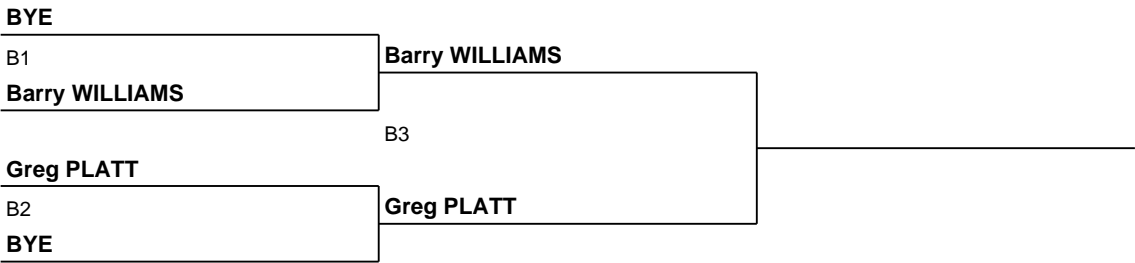 BYE
B1
Barry WILLIAMS
Barry WILLIAMS
B3
Greg PLATT
B2
Greg PLATT
BYE